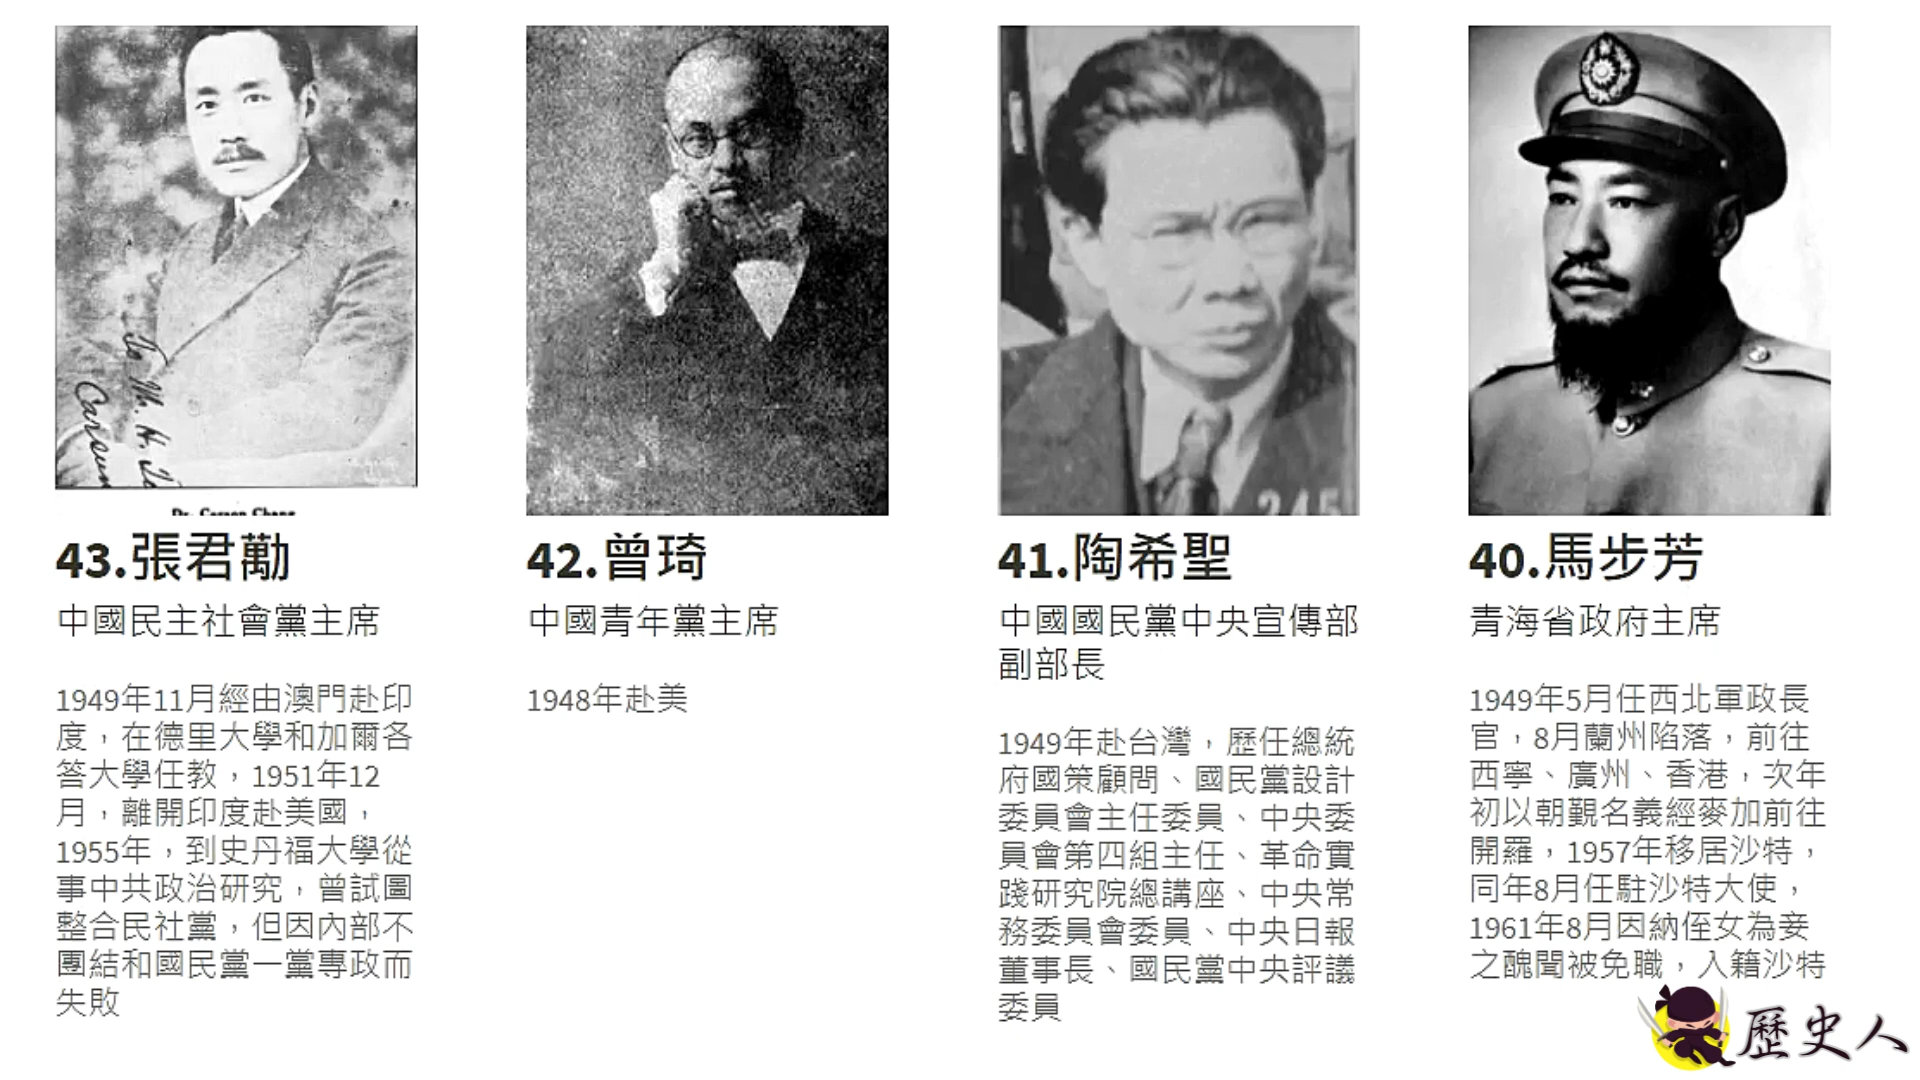 To Mr. H.
Carsun
Dr. Carson Chang
43.張君勱
中國民主社會黨主席
1949年11月經由澳門赴印
度，在德里大學和加爾各
答大學任教，1951年12
月，離開印度赴美國，
1955年，到史丹福大學從
事中共政治研究，曾試圖
整合民社黨，但因內部不
團結和國民黨一黨專政而
失敗
42.曾琦
中國青年黨主席
1948年赴美
245
41.陶希聖
中國國民黨中央宣傳部
副部長
1949年赴台灣，歷任總統
府國策顧問、國民黨設計
委員會主任委員、中央委
員會第四組主任、革命實
踐研究院總講座、中央常
務委員會委員、中央日報
董事長、國民黨中央評議
委員
40.馬步芳
青海省政府主席
1949年5月任西北軍政長
官，8月蘭州陷落，前往
西寧、廣州、香港，次年
初以朝覲名義經麥加前往
開羅，1957年移居沙特，
同年8月任駐沙特大使，
1961年8月因納侄女為妾
之醜聞被免職，入籍沙特
歷史人